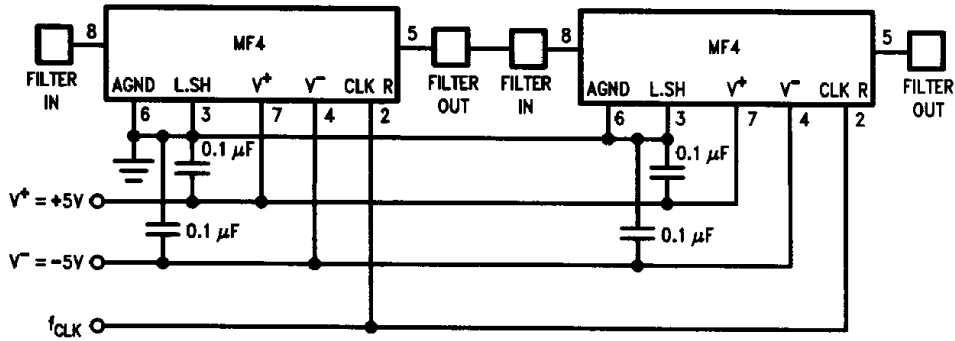 8
MF4
5
FILTER
IN
AGND L.SH V⁺ V⁻ CLK R
6 3 7 4 2
FILTER
OUT
FILTER
IN
8
MF4
5
FILTER
OUT
AGND L.SH V⁺ V⁻ CLK R
6 3 7 4 2
0.1 μF
0.1 μF
V⁺ = +5V
0.1 μF
0.1 μF
V⁻ = -5V
fCLK